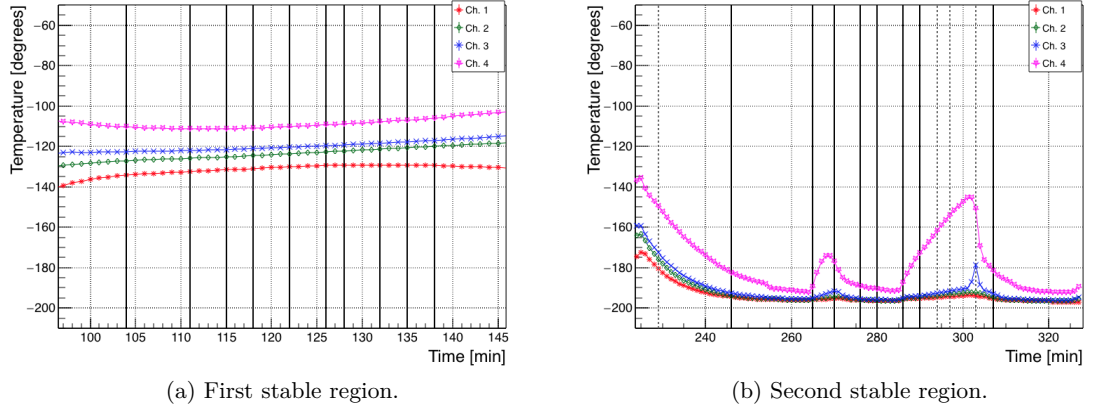 Temperature [degrees]
−60
−80
−100
−120
−140
−160
−180
−200
100 105 110 115 120 125 130 135 140 145
Time [min]
Ch. 1
Ch. 2
Ch. 3
Ch. 4
(a) First stable region.
Temperature [degrees]
−60
−80
−100
−120
−140
−160
−180
−200
240 260 280 300 320
Time [min]
Ch. 1
Ch. 2
Ch. 3
Ch. 4
(b) Second stable region.